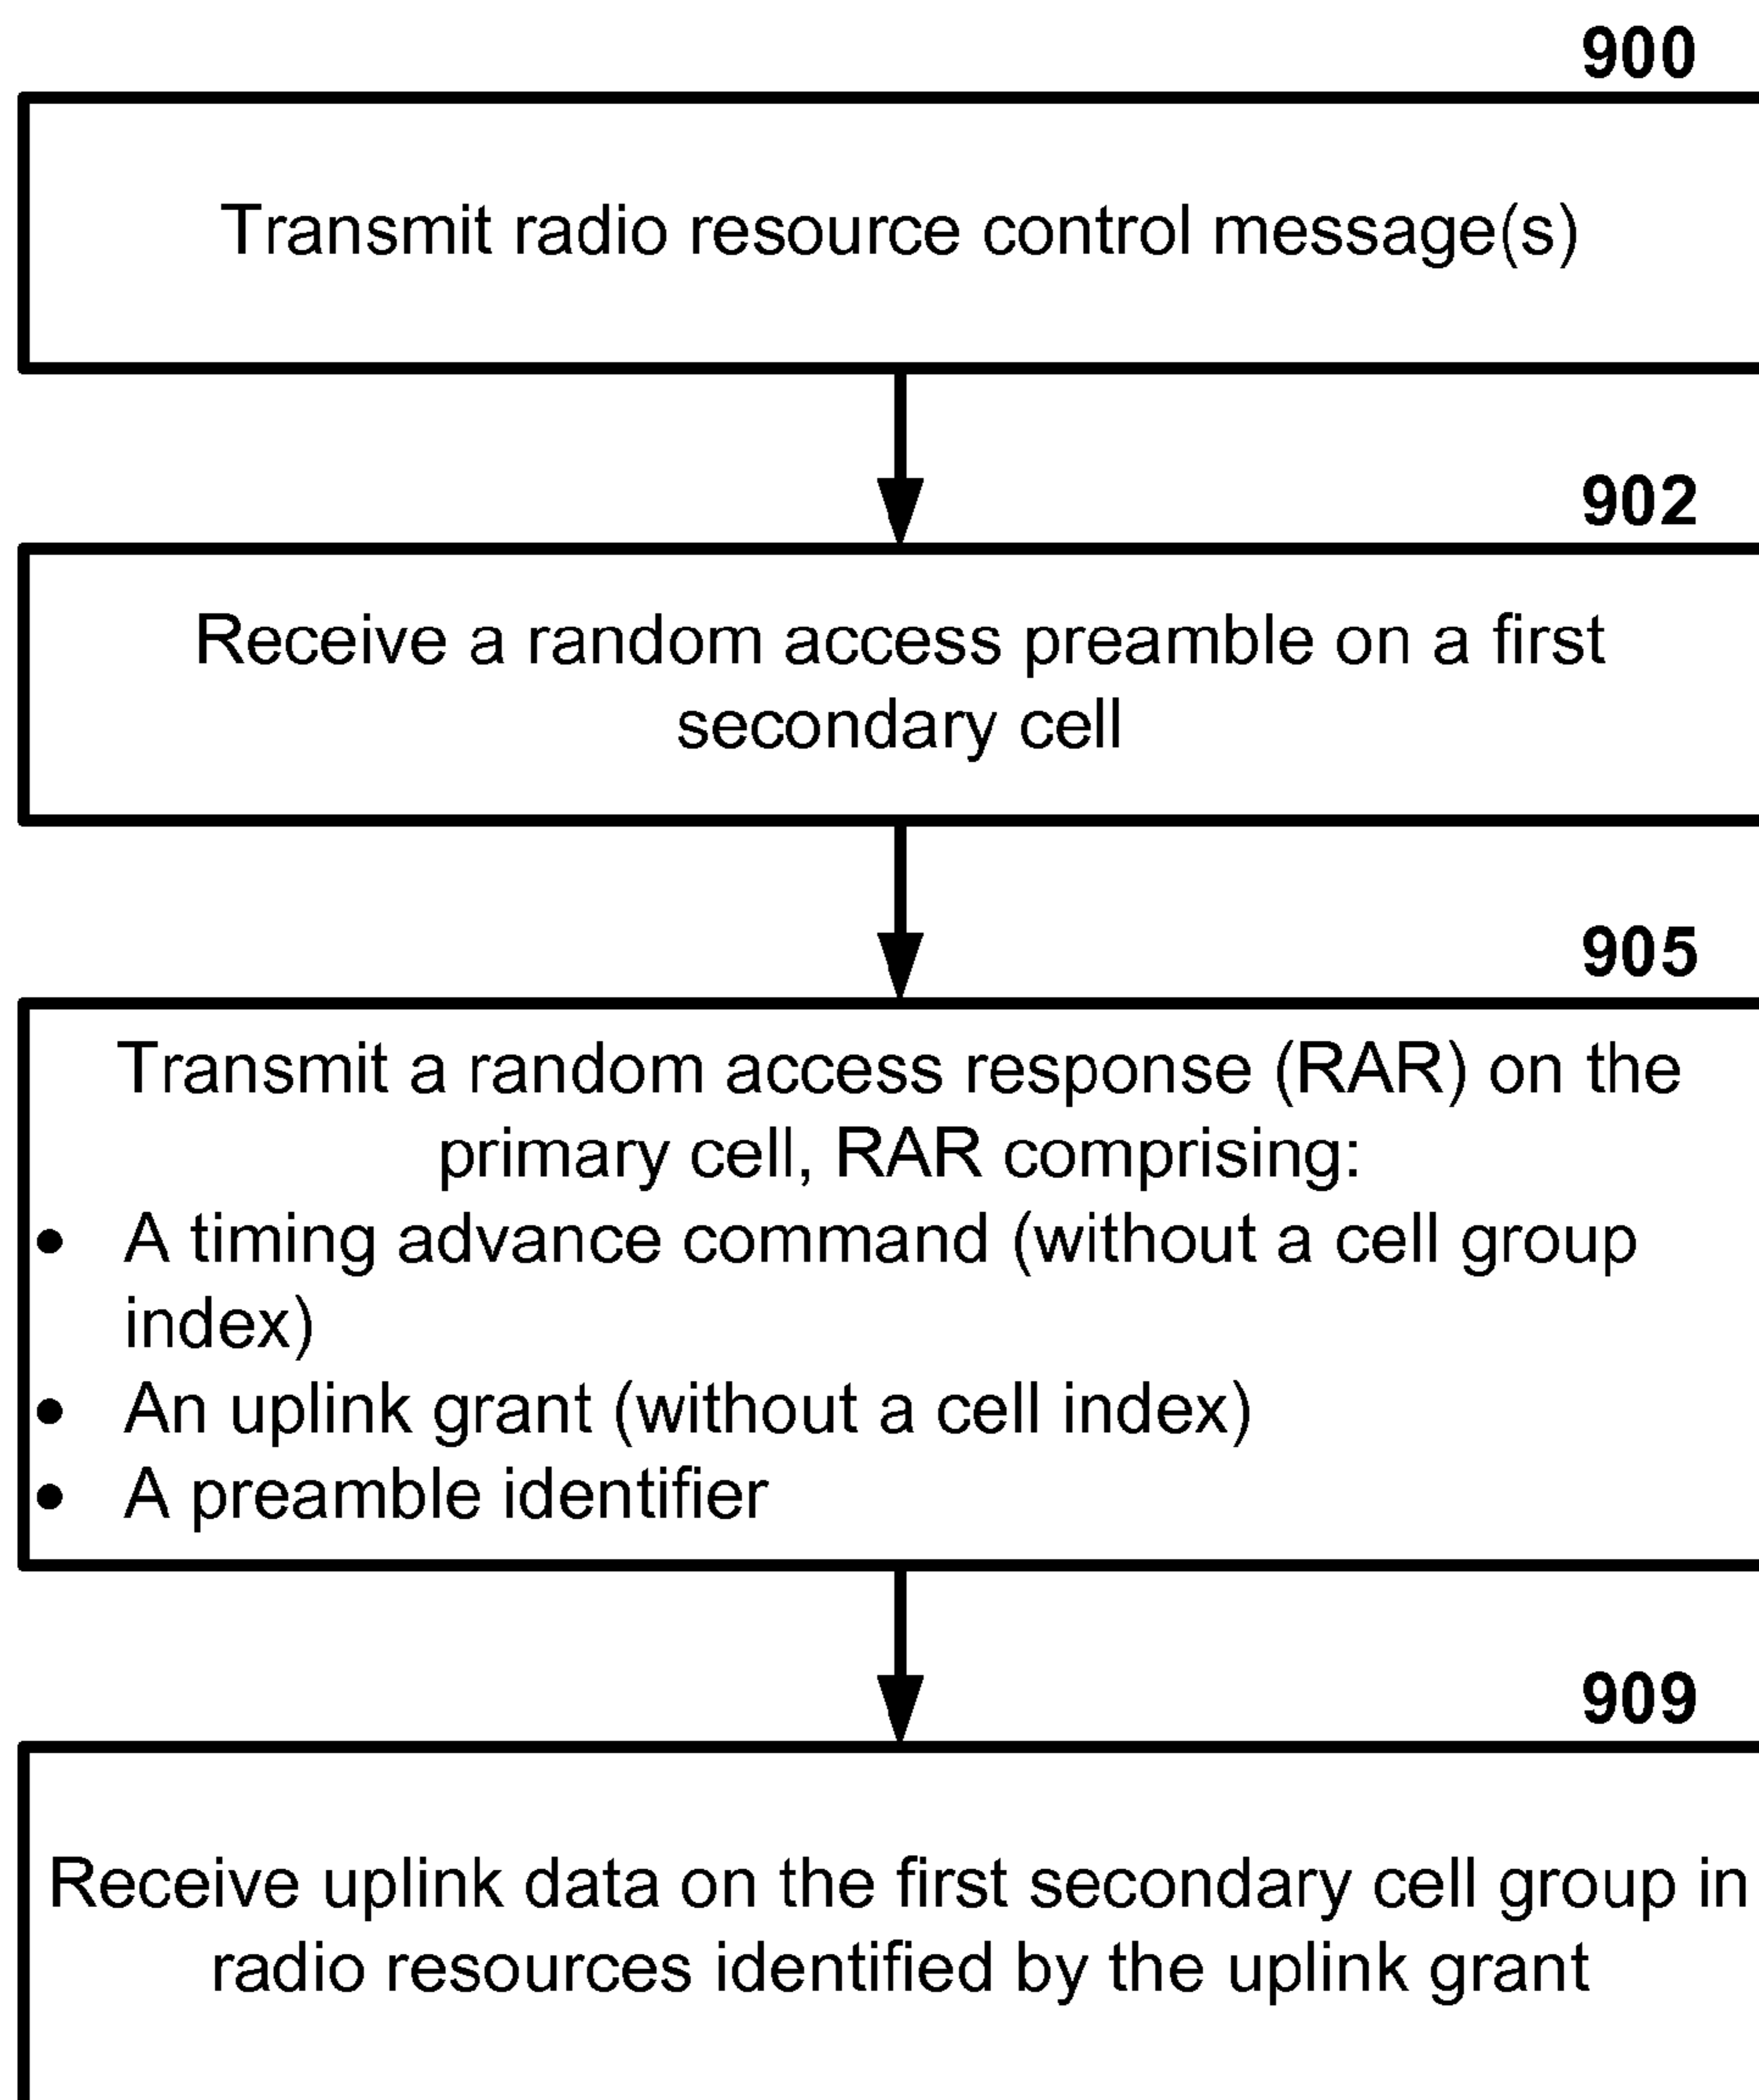 900
Transmit radio resource control message(s)
902
Receive a random access preamble on a first
secondary cell
905
Transmit a random access response (RAR) on the
primary cell, RAR comprising:
• A timing advance command (without a cell group
index)
• An uplink grant (without a cell index)
• A preamble identifier
909
Receive uplink data on the first secondary cell group in
radio resources identified by the uplink grant